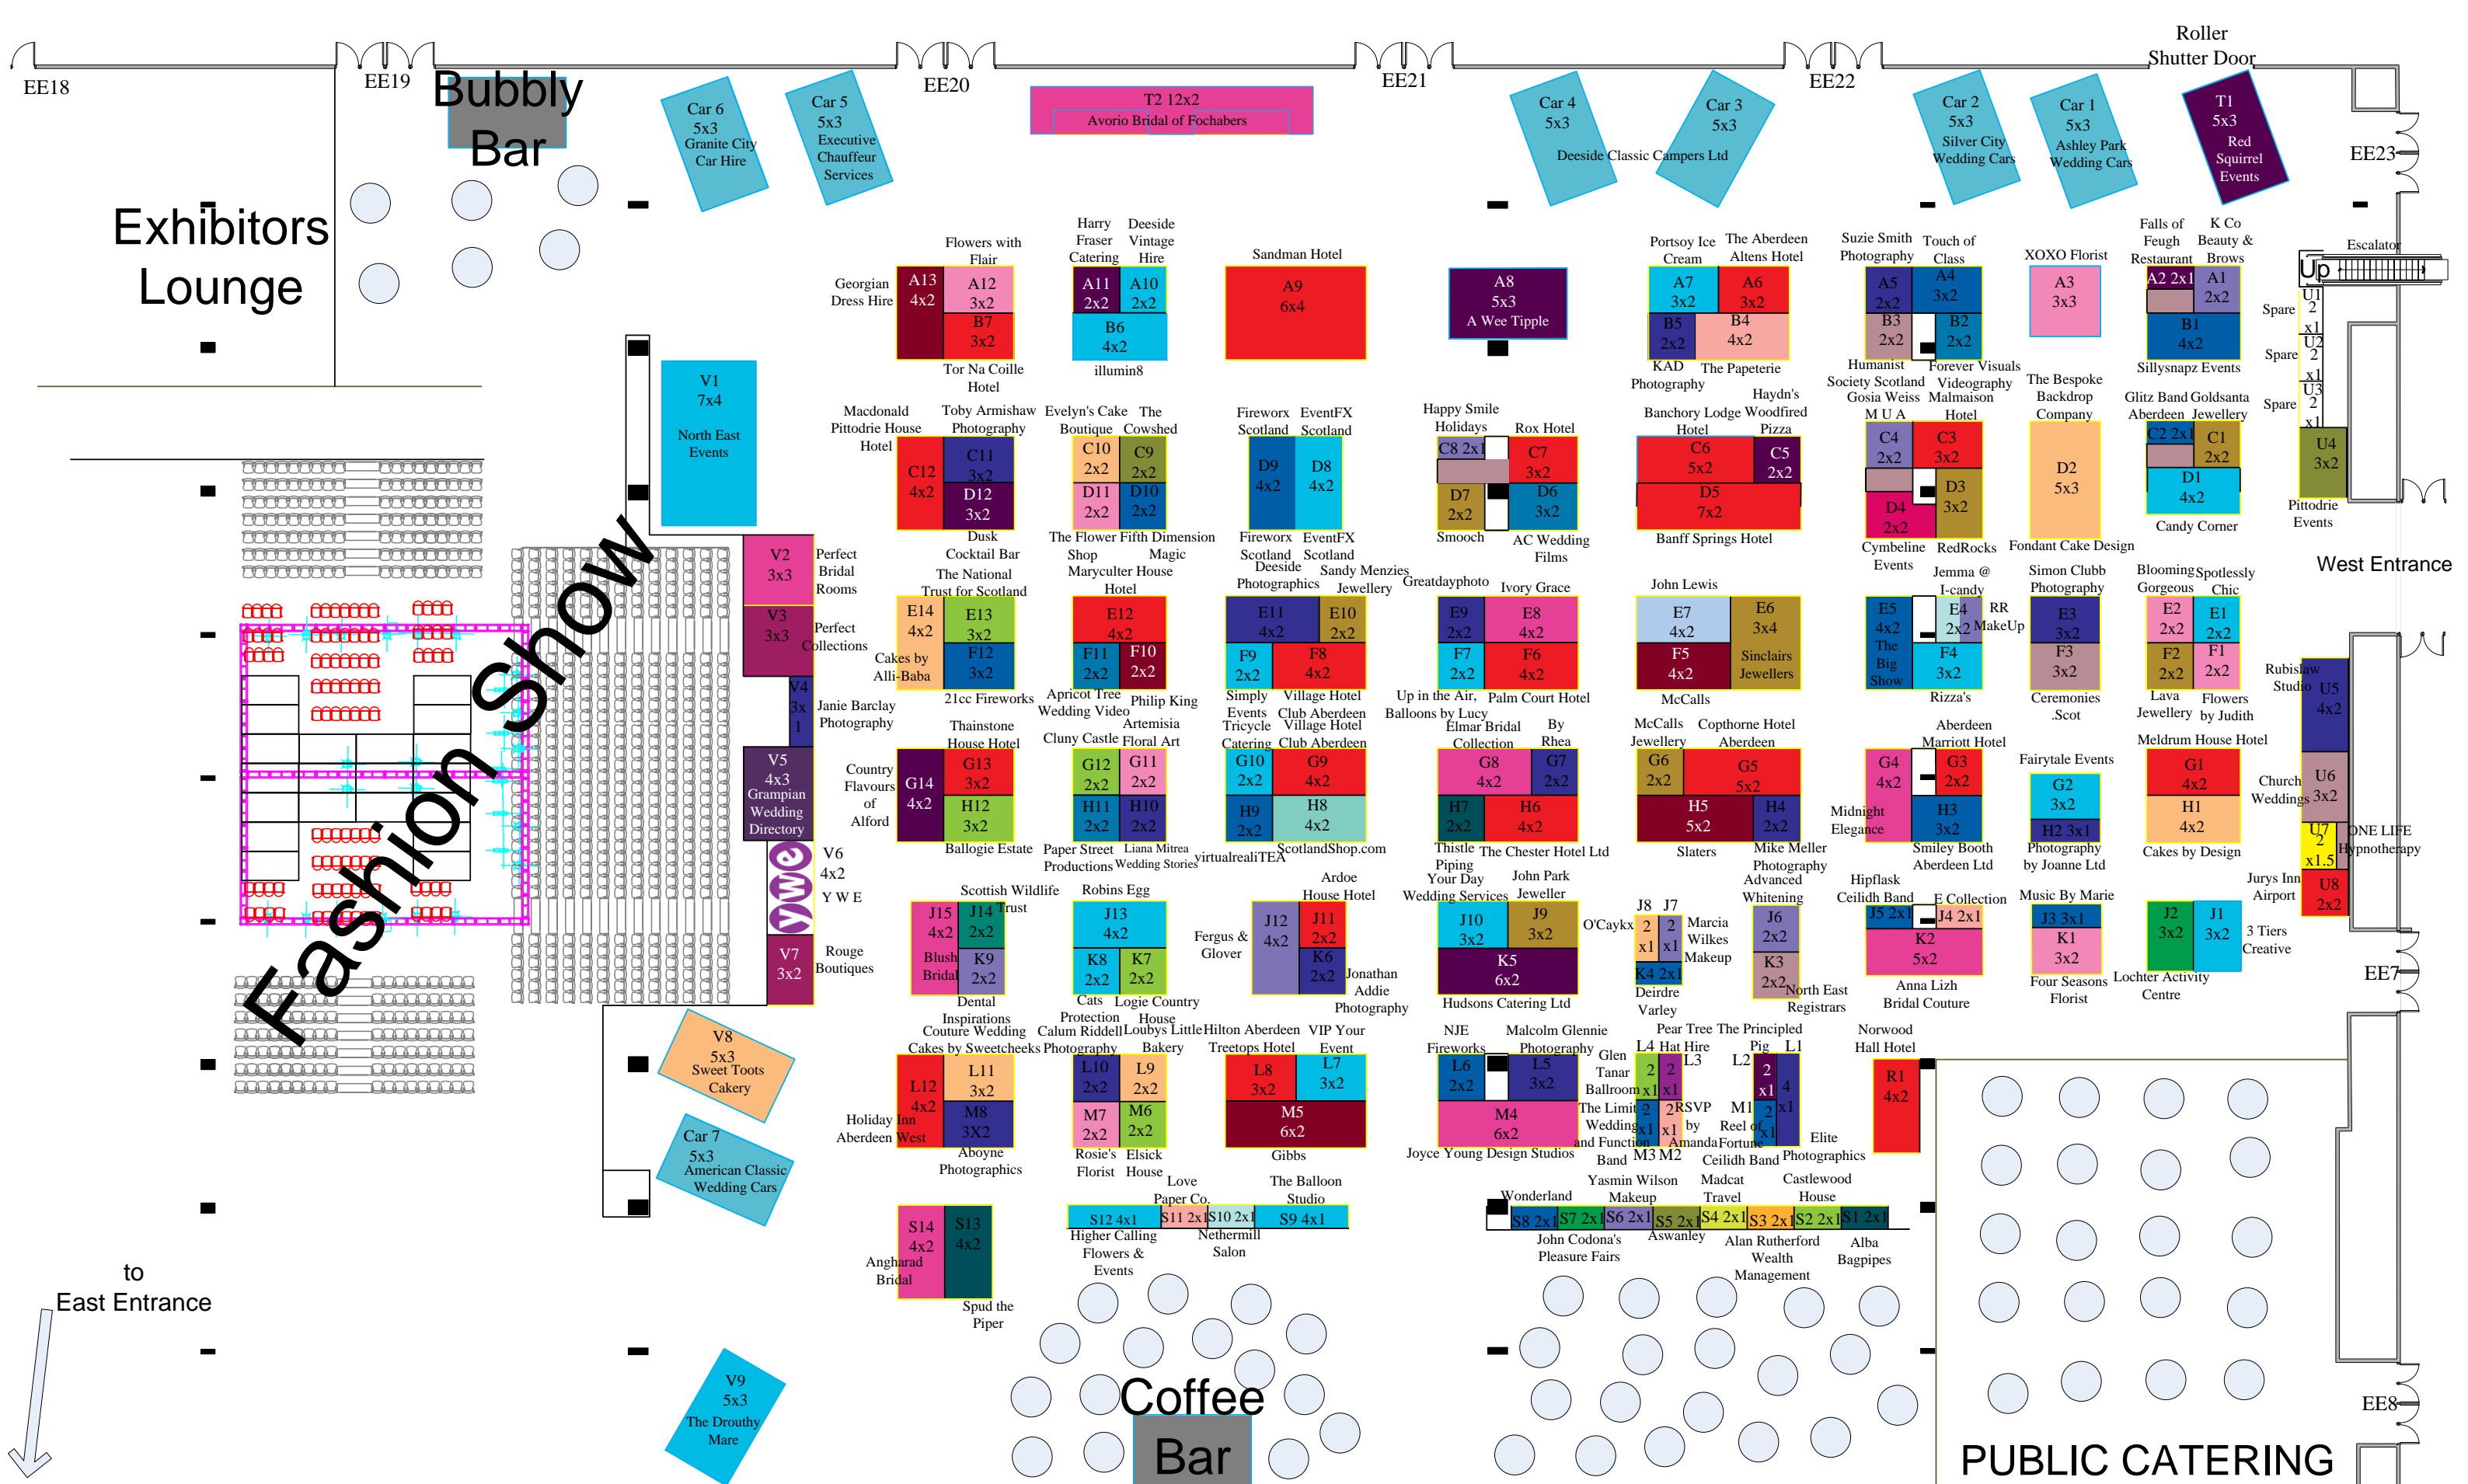 Roller
Shutter Door
EE18
EE19
EE20
EE21
EE22
EE23
Bubbly
Bar
Exhibitors
Lounge
Car 6
5x3
Granite City
Car Hire
Car 5
5x3
Executive
Chauffeur
Services
T2 12x2
Avorio Bridal of Fochabers
Car 4
5x3
Car 3
5x3
Deeside Classic Campers Ltd
Car 2
5x3
Silver City
Wedding Cars
Car 1
5x3
Ashley Park
Wedding Cars
T1
5x3
Red
Squirrel
Events
Georgian
Dress Hire
A13
4x2
Flowers with
Flair
A12
3x2
B7
3x2
Tor Na Coille
Hotel
Harry
Fraser
Catering
A11
2x2
Deeside
Vintage
Hire
A10
2x2
B6
4x2
illumin8
Sandman Hotel
A9
6x4
A8
5x3
A Wee Tipple
Portsoy Ice
Cream
A7
3x2
The Aberdeen
Altens Hotel
A6
3x2
B5
2x2
KAD
Photography
B4
4x2
The Papeterie
Suzie Smith
Photography
A5
2x2
Touch of
Class
A4
3x2
B3
2x2
Humanist
Society Scotland
B2
2x2
Forever Visuals
Videography
XOXO Florist
A3
3x3
Falls of
Feugh
Restaurant
A2 2x1
K Co
Beauty &
Brows
A1
2x2
B1
4x2
Sillysnapz Events
Escalator
Up
Spare
U1
2
x1
Spare
U2
2
x1
Spare
U3
2
x1
U4
3x2
Pittodrie
Events
V1
7x4
North East
Events
Macdonald
Pittodrie House
Hotel
C12
4x2
Toby Armishaw
Photography
C11
3x2
D12
3x2
Dusk
Cocktail Bar
Evelyn's Cake
Boutique
C10
2x2
The
Cowshed
C9
2x2
D11
2x2
The Flower
Shop
D10
2x2
Fifth Dimension
Magic
Fireworx
Scotland
D9
4x2
Fireworx
Scotland
EventFX
Scotland
D8
4x2
EventFX
Scotland
Happy Smile
Holidays
C8 2x1
Rox Hotel
C7
3x2
D7
2x2
Smooch
D6
3x2
AC Wedding
Films
Banchory Lodge
Hotel
C6
5x2
Haydn's
Woodfired
Pizza
C5
2x2
D5
7x2
Banff Springs Hotel
Gosia Weiss
M U A
C4
2x2
Malmaison
Hotel
C3
3x2
D4
2x2
Cymbeline
Events
D3
3x2
RedRocks
The Bespoke
Backdrop
Company
D2
5x3
Fondant Cake Design
Glitz Band
Aberdeen
C2 2x1
Goldsanta
Jewellery
C1
2x2
D1
4x2
Candy Corner
West Entrance
V2
3x3
Perfect
Bridal
Rooms
V3
3x3
Perfect
Collections
V4
3x
1
Janie Barclay
Photography
V5
4x3
Grampian
Wedding
Directory
ywe
V6
4x2
Y W E
V7
3x2
Rouge
Boutiques
Fashion Show
E14
4x2
Cakes by
Alli-Baba
The National
Trust for Scotland
E13
3x2
F12
3x2
21cc Fireworks
Maryculter House
Hotel
E12
4x2
F11
2x2
Apricot Tree
Wedding Video
F10
2x2
Philip King
Deeside
Photographics
E11
4x2
Sandy Menzies
Jewellery
E10
2x2
F9
2x2
Simply
Events
F8
4x2
Village Hotel
Club Aberdeen
Greatdayphoto
E9
2x2
Ivory Grace
E8
4x2
F7
2x2
Up in the Air,
Balloons by Lucy
F6
4x2
Palm Court Hotel
John Lewis
E7
4x2
E6
3x4
Sinclairs
Jewellers
F5
4x2
McCalls
E5
4x2
The
Big
Show
Jemma @
I-candy
E4
2x2
RR
MakeUp
F4
3x2
Rizza's
Simon Clubb
Photography
E3
3x2
F3
3x2
Ceremonies
.Scot
Blooming
Gorgeous
E2
2x2
Spotlessly
Chic
E1
2x2
F2
2x2
Lava
Jewellery
F1
2x2
Flowers
by Judith
Rubislaw
Studio
U5
4x2
Church
Weddings
U6
3x2
U7
2
x1.5
ONE LIFE
Hypnotherapy
Jurys Inn
Airport
U8
2x2
Country
Flavours
of
Alford
G14
4x2
Thainstone
House Hotel
G13
3x2
H12
3x2
Ballogie Estate
Cluny Castle
G12
2x2
Artemisia
Floral Art
G11
2x2
H11
2x2
Paper Street
Productions
H10
2x2
Liana Mitrea
Wedding Stories
Tricycle
Catering
G10
2x2
Village Hotel
Club Aberdeen
G9
4x2
H9
2x2
virtualrealiTEA
H8
4x2
ScotlandShop.com
Elmar Bridal
Collection
G8
4x2
By
Rhea
G7
2x2
H7
2x2
Thistle
Piping
H6
4x2
The Chester Hotel Ltd
McCalls
Jewellery
G6
2x2
Copthorne Hotel
Aberdeen
G5
5x2
H5
5x2
Slaters
H4
2x2
Mike Meller
Photography
G4
4x2
Midnight
Elegance
Aberdeen
Marriott Hotel
G3
2x2
H3
3x2
Smiley Booth
Aberdeen Ltd
Fairytale Events
G2
3x2
H2 3x1
Photography
by Joanne Ltd
Meldrum House Hotel
G1
4x2
H1
4x2
Cakes by Design
J15
4x2
Blush
Bridal
Scottish Wildlife
Trust
J14
2x2
K9
2x2
Dental
Inspirations
Robins Egg
J13
4x2
K8
2x2
Cats
Protection
K7
2x2
Logie Country
House
Fergus &
Glover
J12
4x2
Ardoe
House Hotel
J11
2x2
K6
2x2
Jonathan
Addie
Photography
Your Day
Wedding Services
J10
3x2
John Park
Jeweller
J9
3x2
K5
6x2
Hudsons Catering Ltd
O'Caykx
J8
2
x1
J7
2
x1
Marcia
Wilkes
Makeup
K4 2x1
Deirdre
Varley
Advanced
Whitening
J6
2x2
K3
2x2
North East
Registrars
Hipflask
Ceilidh Band
J5 2x1
E Collection
J4 2x1
K2
5x2
Anna Lizh
Bridal Couture
Music By Marie
J3 3x1
K1
3x2
Four Seasons
Florist
J2
3x2
Lochter Activity
Centre
J1
3x2
3 Tiers
Creative
EE7
V8
5x3
Sweet Toots
Cakery
Car 7
5x3
American Classic
Wedding Cars
L12
4x2
Holiday Inn
Aberdeen West
Couture Wedding
Cakes by Sweetcheeks
L11
3x2
M8
3X2
Aboyne
Photographics
Calum Riddell
Photography
L10
2x2
Loubys Little
Bakery
L9
2x2
M7
2x2
Rosie's
Florist
M6
2x2
Elsick
House
Hilton Aberdeen
Treetops Hotel
L8
3x2
VIP Your
Event
L7
3x2
M5
6x2
Gibbs
NJE
Fireworks
L6
2x2
Malcolm Glennie
Photography
L5
3x2
M4
6x2
Joyce Young Design Studios
Glen
Tanar
Ballroom
L4
2
x1
Pear Tree
Hat Hire
L3
2
x1
The Limit
Wedding
and Function
Band
M3
2
x1
RSVP
by
Amanda
M2
2
x1
The Principled
Pig
L2
2
x1
L1
4
x1
M1
2
x1
Reel of
Fortune
Ceilidh Band
Elite
Photographics
Norwood
Hall Hotel
R1
4x2
S14
4x2
Angharad
Bridal
S13
4x2
Spud the
Piper
S12 4x1
Higher Calling
Flowers &
Events
Love
Paper Co.
S11 2x1
S10 2x1
Nethermill
Salon
The Balloon
Studio
S9 4x1
Wonderland
S8 2x1
S7 2x1
John Codona's
Pleasure Fairs
Yasmin Wilson
Makeup
S6 2x1
S5 2x1
Aswanley
Madcat
Travel
S4 2x1
S3 2x1
Alan Rutherford
Wealth
Management
Castlewood
House
S2 2x1
S1 2x1
Alba
Bagpipes
to
East Entrance
V9
5x3
The Drouthy
Mare
Coffee
Bar
EE8
PUBLIC CATERING